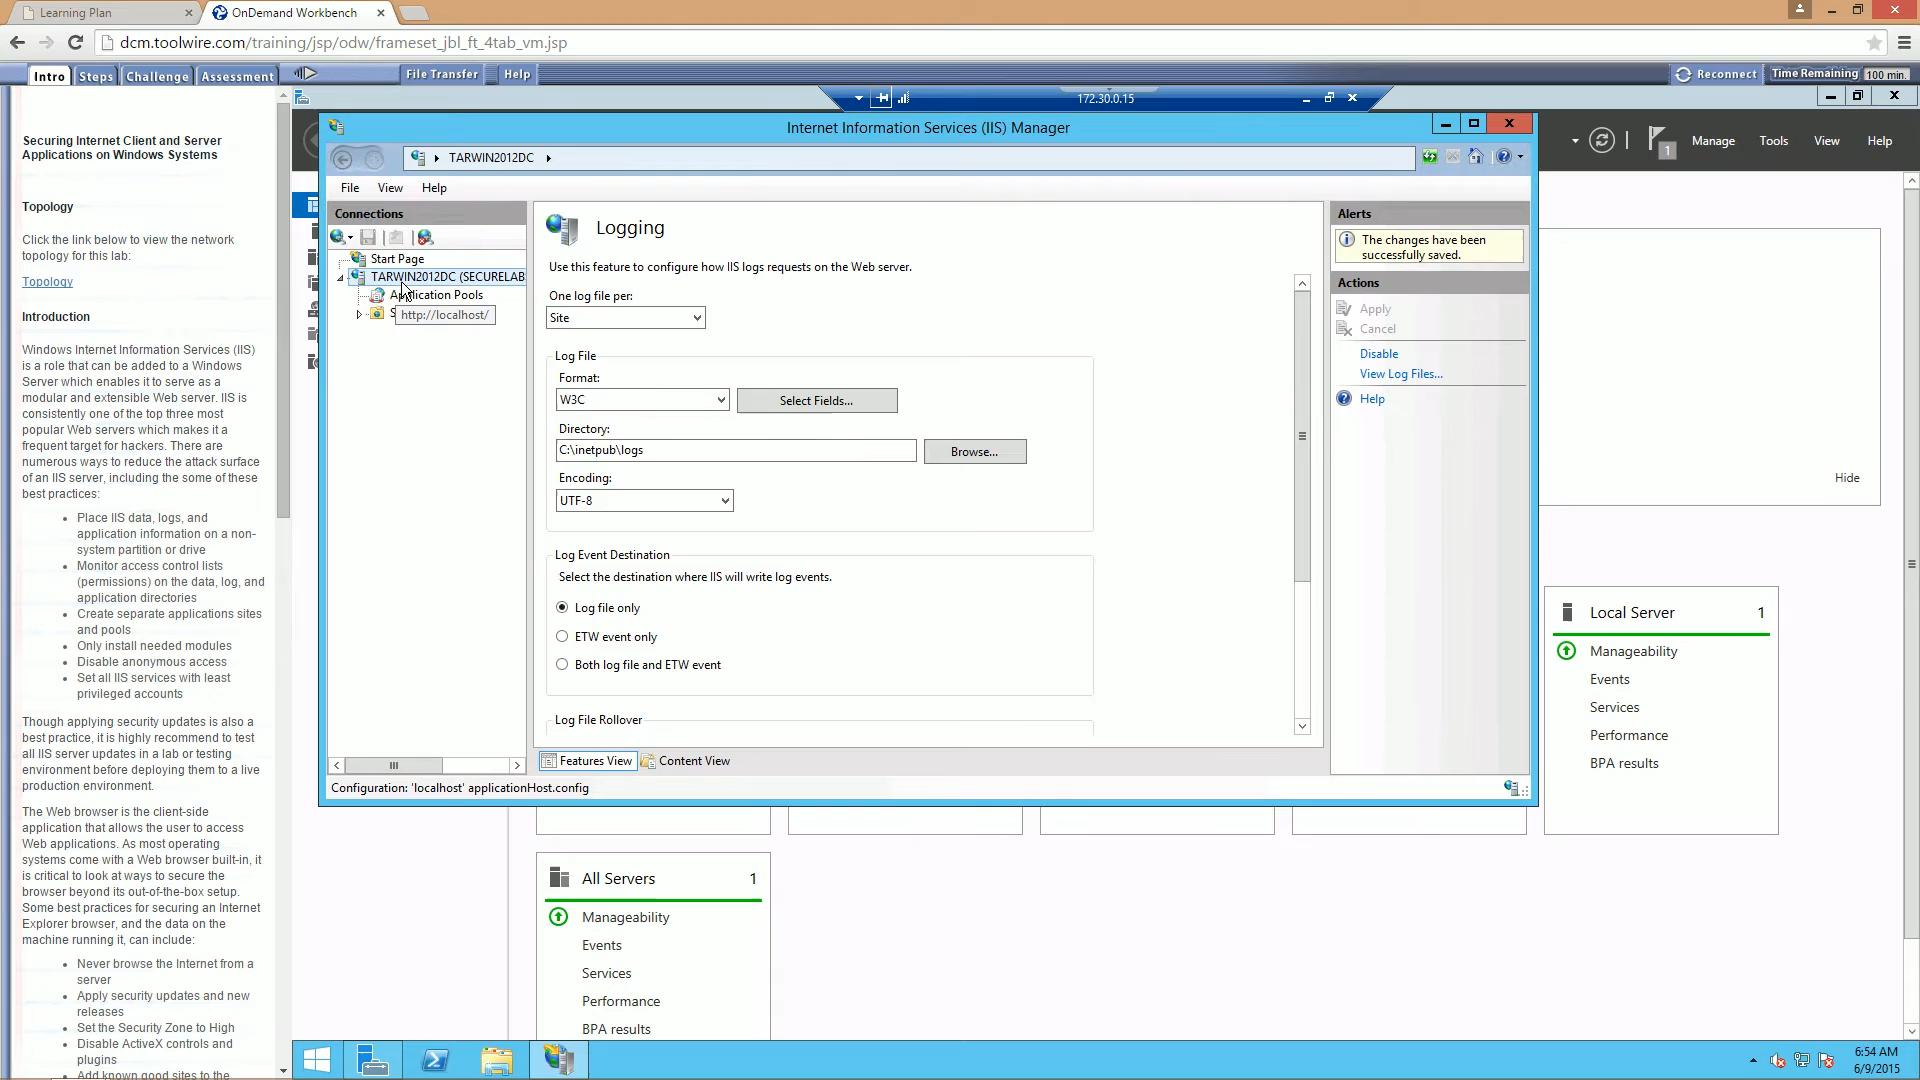 Learning Plan
OnDemand Workbench
dcm.toolwire.com/training/jsp/odw/frameset_jbl_ft_4tab_vm.jsp
Intro
Steps
Challenge
Assessment
File Transfer
Help
Reconnect
Time Remaining
100 min.
Securing Internet Client and Server
Applications on Windows Systems
Topology
Click the link below to view the network
topology for this lab:
Topology
Introduction
Windows Internet Information Services (IIS)
is a role that can be added to a Windows
Server which enables it to serve as a
modular and extensible Web server. IIS is
consistently one of the top three most
popular Web servers which makes it a
frequent target for hackers. There are
numerous ways to reduce the attack surface
of an IIS server, including the some of these
best practices:
Place IIS data, logs, and
application information on a non-
system partition or drive
Monitor access control lists
(permissions) on the data, log, and
application directories
Create separate applications sites
and pools
Only install needed modules
Disable anonymous access
Set all IIS services with least
privileged accounts
Though applying security updates is also a
best practice, it is highly recommend to test
all IIS server updates in a lab or testing
environment before deploying them to a live
production environment.
The Web browser is the client-side
application that allows the user to access
Web applications. As most operating
systems come with a Web browser built-in, it
is critical to look at ways to secure the
browser beyond its out-of-the-box setup.
Some best practices for securing an Internet
Explorer browser, and the data on the
machine running it, can include:
Never browse the Internet from a
server
Apply security updates and new
releases
Set the Security Zone to High
Disable ActiveX controls and
plugins
Add known good sites to the
172.30.0.15
Internet Information Services (IIS) Manager
TARWIN2012DC
File
View
Help
Connections
Start Page
TARWIN2012DC (SECURELAB
Application Pools
S
http://localhost/
Logging
Use this feature to configure how IIS logs requests on the Web server.
One log file per:
Site
Log File
Format:
W3C
Select Fields...
Directory:
C:\inetpub\logs
Browse...
Encoding:
UTF-8
Log Event Destination
Select the destination where IIS will write log events.
Log file only
ETW event only
Both log file and ETW event
Log File Rollover
Features View
Content View
Configuration: 'localhost' applicationHost.config
Alerts
The changes have been
successfully saved.
Actions
Apply
Cancel
Disable
View Log Files...
Help
1
Manage
Tools
View
Help
Hide
Local Server 1
Manageability
Events
Services
Performance
BPA results
All Servers 1
Manageability
Events
Services
Performance
BPA results
6:54 AM
6/9/2015